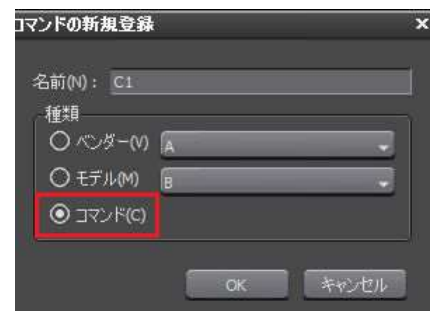 コマンドの新規登録 ×
名前(N)： C1
種類
ベンダー(V) A
モデル(M) B
コマンド(C)
OK キャンセル